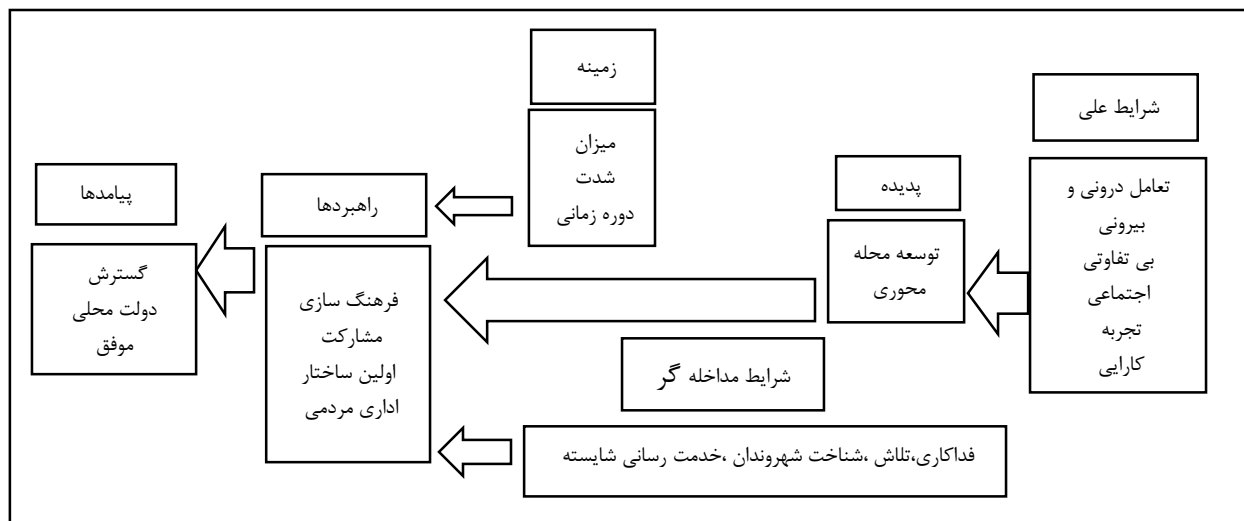 شرایط علی
تعامل درونی و
بیرونی
بی تفاوتی
اجتماعی
تجربه
کارایی
پدیده
توسعه محله
محوری
زمینه
میزان
شدت
دوره زمانی
شرایط مداخله گر
فداکاری،تلاش ،شناخت شهروندان ،خدمت رسانی شایسته
راهبردها
فرهنگ سازی
مشارکت
اولین ساختار
اداری مردمی
پیامدها
گسترش
دولت محلی
موفق